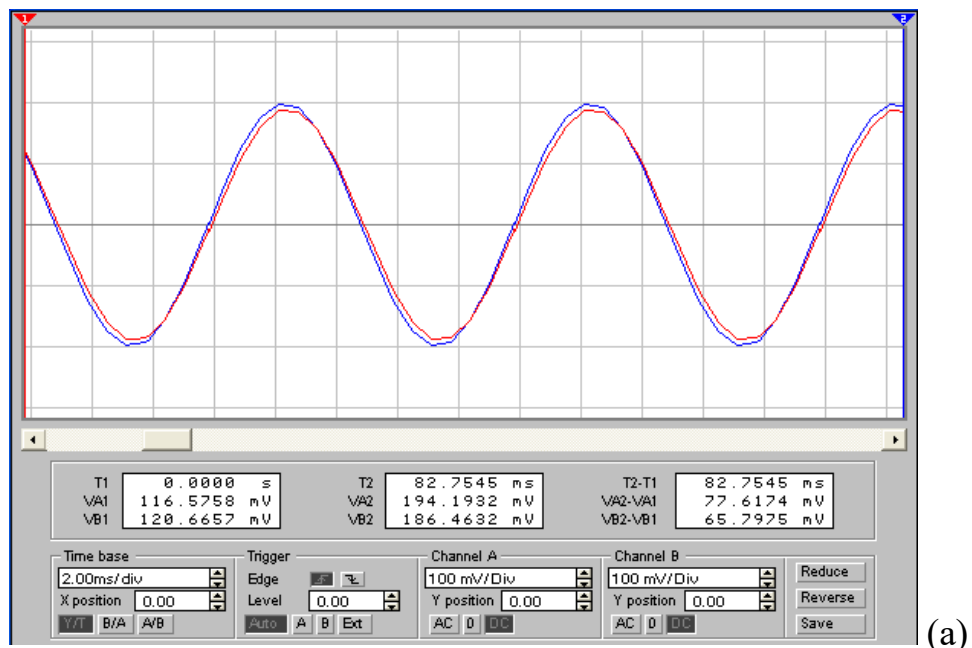 1 2
T1 0.0000 s T2 82.7545 ms T2-T1 82.7545 ms
VA1 116.5758 mV VA2 194.1932 mV VA2-VA1 77.6174 mV
VB1 120.6657 mV VB2 186.4632 mV VB2-VB1 65.7975 mV
Time base Trigger Channel A Channel B
2.00ms/div Edge 100 mV/Div 100 mV/Div Reduce
X position 0.00 Level 0.00 Y position 0.00 Y position 0.00 Reverse
Y/T B/A A/B Auto A B Ext AC 0 DC AC 0 DC Save
(a)